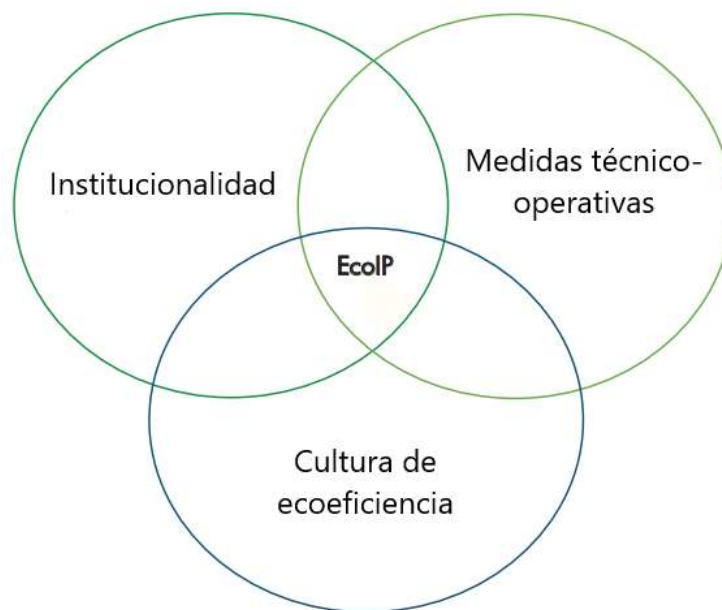 Institucionalidad
Medidas técnico-
operativas
EcoIP
Cultura de
ecoeficiencia